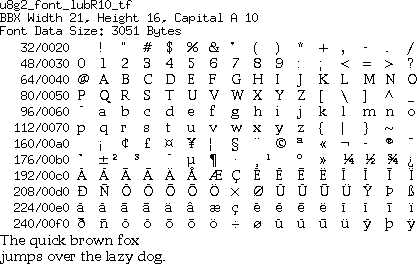 u8g2_font_lubR10_tf
BBX Width 21, Height 16, Capital A 10
Font Data Size: 3051 Bytes
32/0020 ! " # $ % & ' ( ) * + , - . /
48/0030 0 1 2 3 4 5 6 7 8 9 : ; < = > ?
64/0040 @ A B C D E F G H I J K L M N O
80/0050 P Q R S T U V W X Y Z [ \ ] ^ _
96/0060 ` a b c d e f g h i j k l m n o
112/0070 p q r s t u v w x y z { | } ~
160/00a0 ¡ ¢ £ ¤ ¥ ¦ § ¨ © ª « ¬ - ® ¯
176/00b0 ° ± ² ³ ´ µ ¶ · ¸ ¹ º » ¼ ½ ¾ ¿
192/00c0 À Á Â Ã Ä Å Æ Ç È É Ê Ë Ì Í Î Ï
208/00d0 Ð Ñ Ò Ó Ô Õ Ö × Ø Ù Ú Û Ü Ý Þ ß
224/00e0 à á â ã ä å æ ç è é ê ë ì í î ï
240/00f0 ð ñ ò ó ô õ ö ÷ ø ù ú û ü ý þ ÿ
The quick brown fox
jumps over the lazy dog.